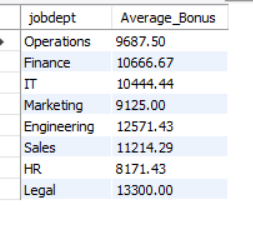 jobdept Average_Bonus
Operations 9687.50
Finance 10666.67
IT 10444.44
Marketing 9125.00
Engineering 12571.43
Sales 11214.29
HR 8171.43
Legal 13300.00